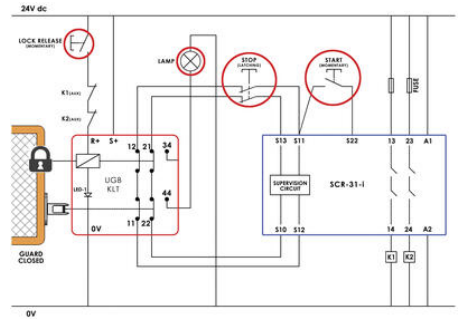 24V dc
LOCK RELEASE
(MOMENTARY)
LAMP
STOP
(LATCHING)
START
(MOMENTARY)
K1(AUX)
FUSE
K2(AUX)
R+ S+
12 21 34
S13 S11 S22 13 23 A1
UGB
KLT
LED-1
SUPERVISION
CIRCUIT
SCR-31-i
44
11 22
0V
S10 S12 14 24 A2
K1 K2
GUARD
CLOSED
0V